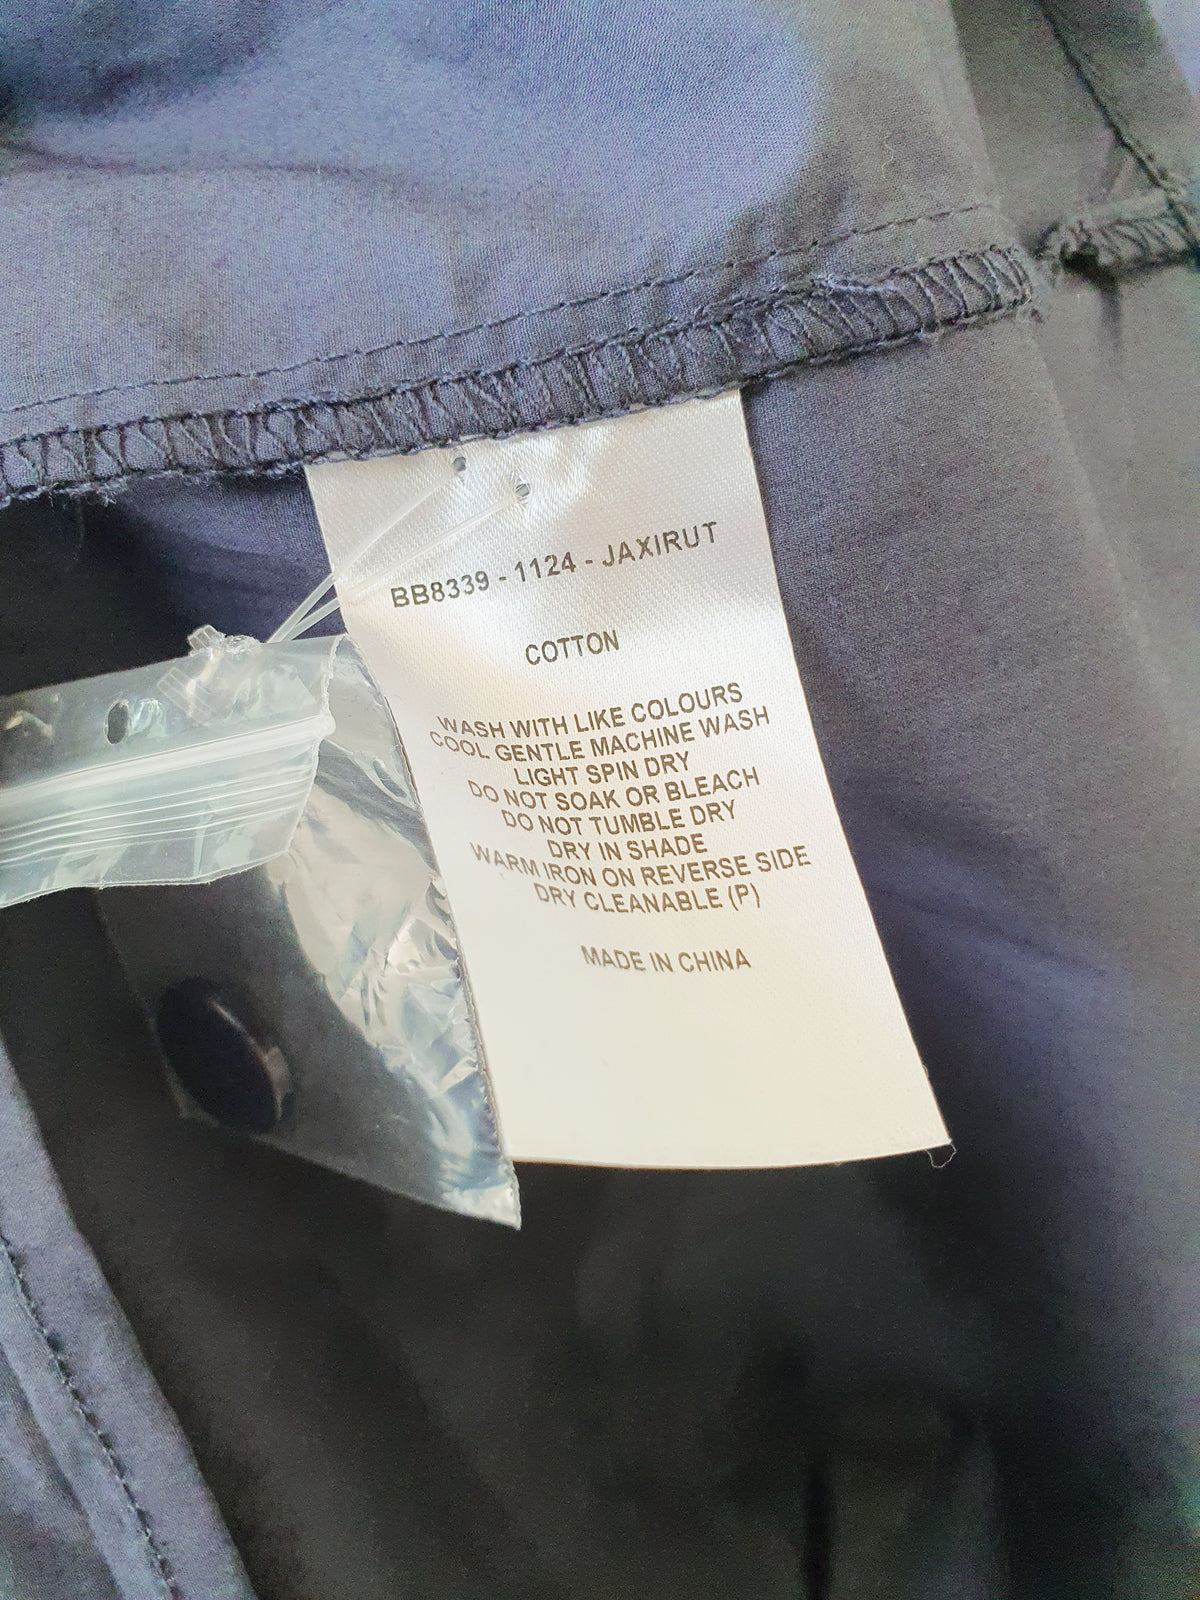 BB8339 - 1124 - JAXIRUT
COTTON
WASH WITH LIKE COLOURS
COOL GENTLE MACHINE WASH
LIGHT SPIN DRY
DO NOT SOAK OR BLEACH
DO NOT TUMBLE DRY
DRY IN SHADE
WARM IRON ON REVERSE SIDE
DRY CLEANABLE (P)
MADE IN CHINA